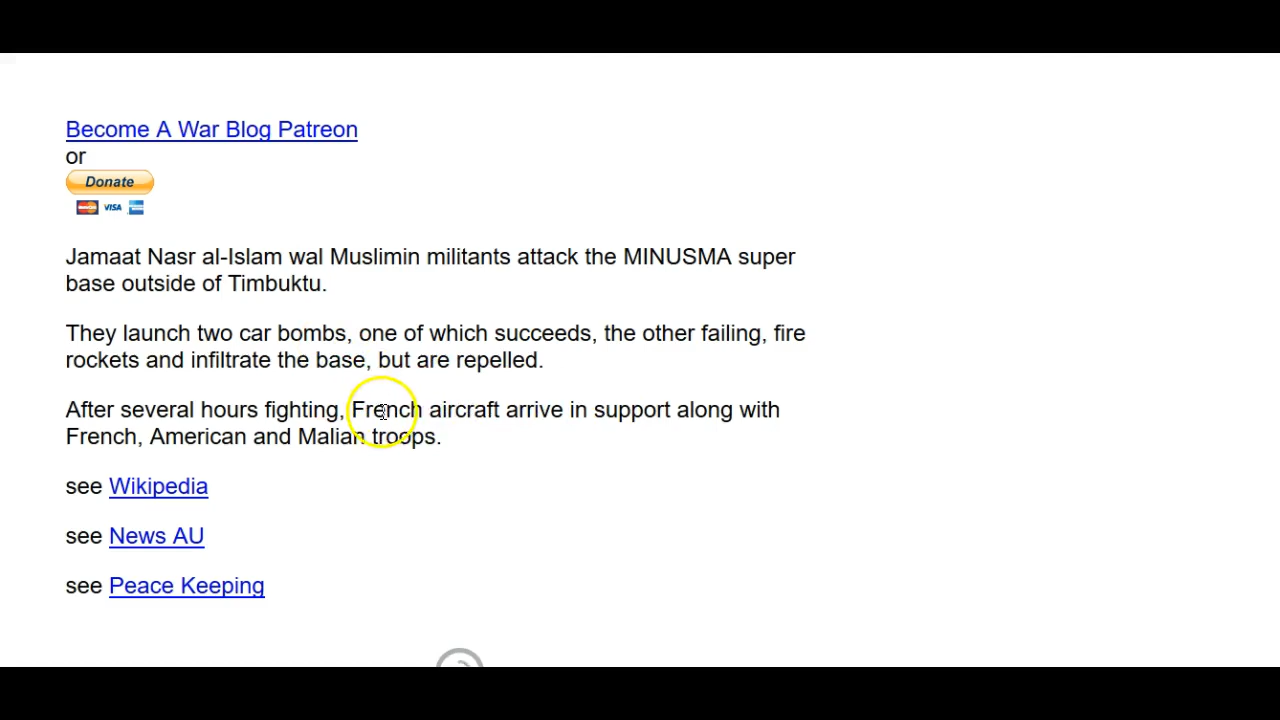 Become A War Blog Patreon
or
Donate
VISA
Jamaat Nasr al-Islam wal Muslimin militants attack the MINUSMA super
base outside of Timbuktu.
They launch two car bombs, one of which succeeds, the other failing, fire
rockets and infiltrate the base, but are repelled.
After several hours fighting, French aircraft arrive in support along with
French, American and Malian troops.
see Wikipedia
see News AU
see Peace Keeping